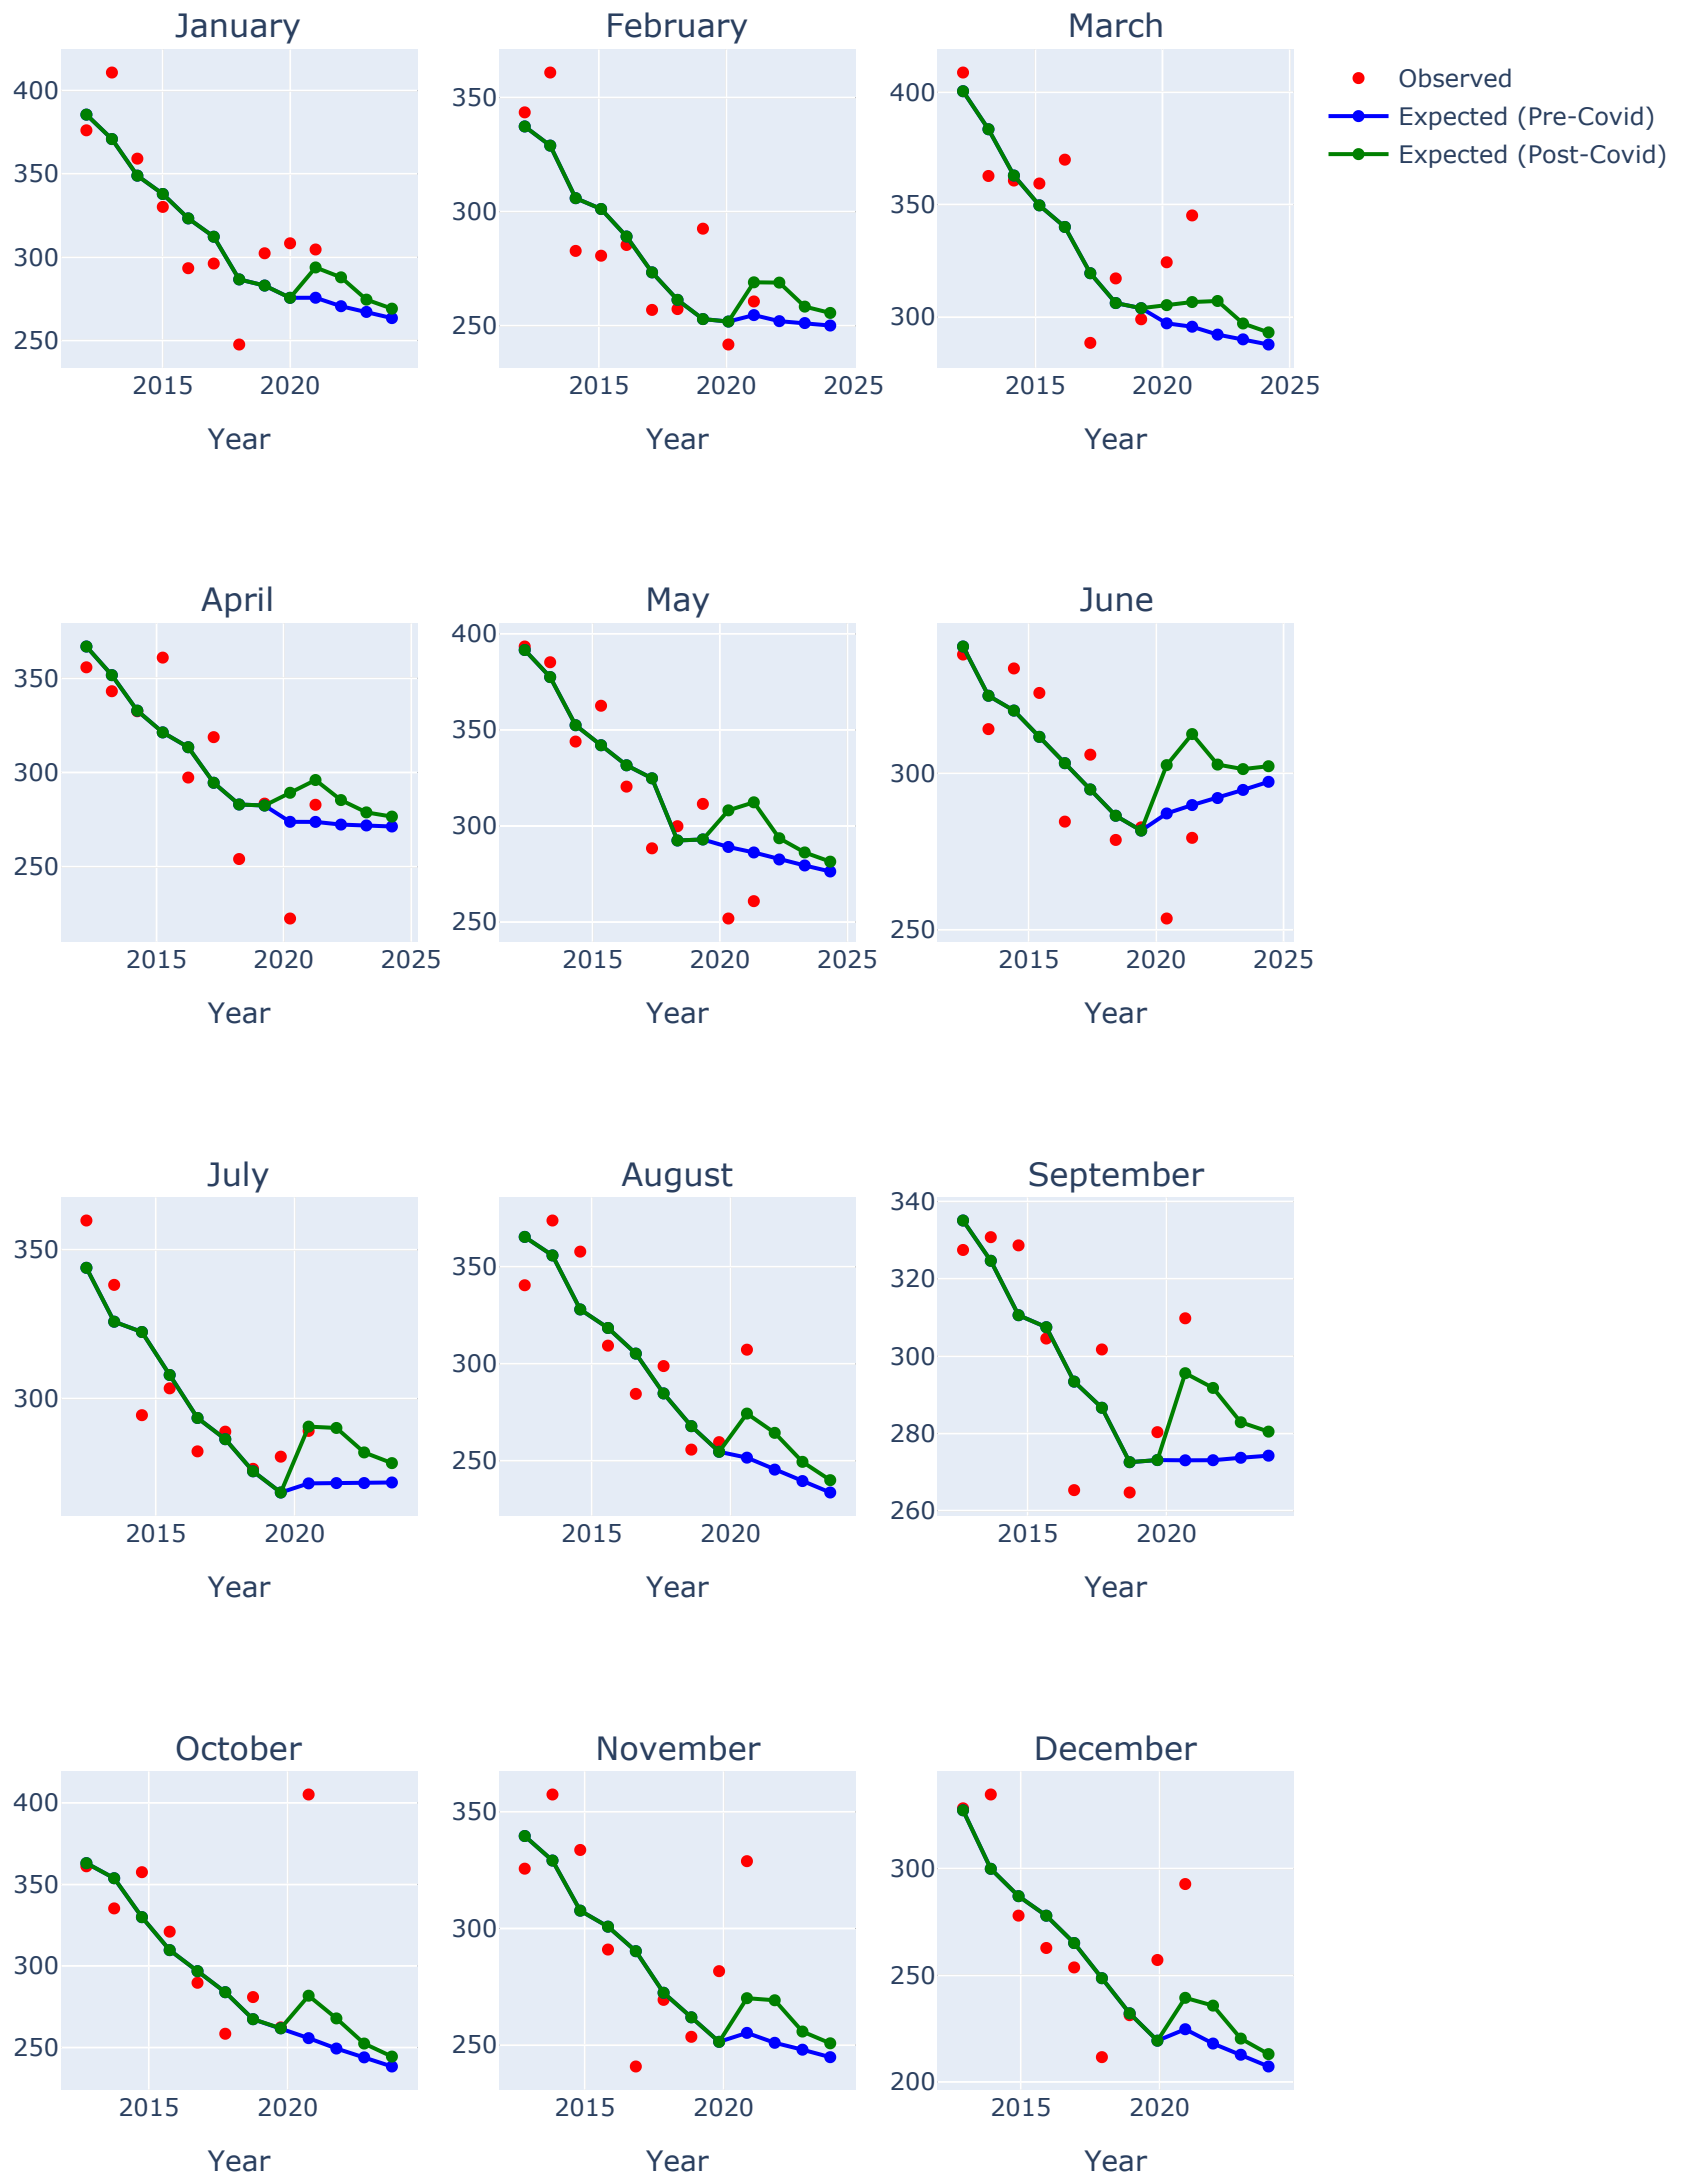 January
February
March
Observed
Expected (Pre-Covid)
Expected (Post-Covid)
400
350
300
250
2015
2020
Year
350
300
250
2015
2020
2025
Year
400
350
300
2015
2020
2025
Year
April
May
June
350
300
250
2015
2020
2025
Year
400
350
300
250
2015
2020
2025
Year
300
250
2015
2020
2025
Year
July
August
September
350
300
2015
2020
Year
350
300
250
2015
2020
Year
340
320
300
280
260
2015
2020
Year
October
November
December
400
350
300
250
2015
2020
Year
350
300
250
2015
2020
Year
300
250
200
2015
2020
Year